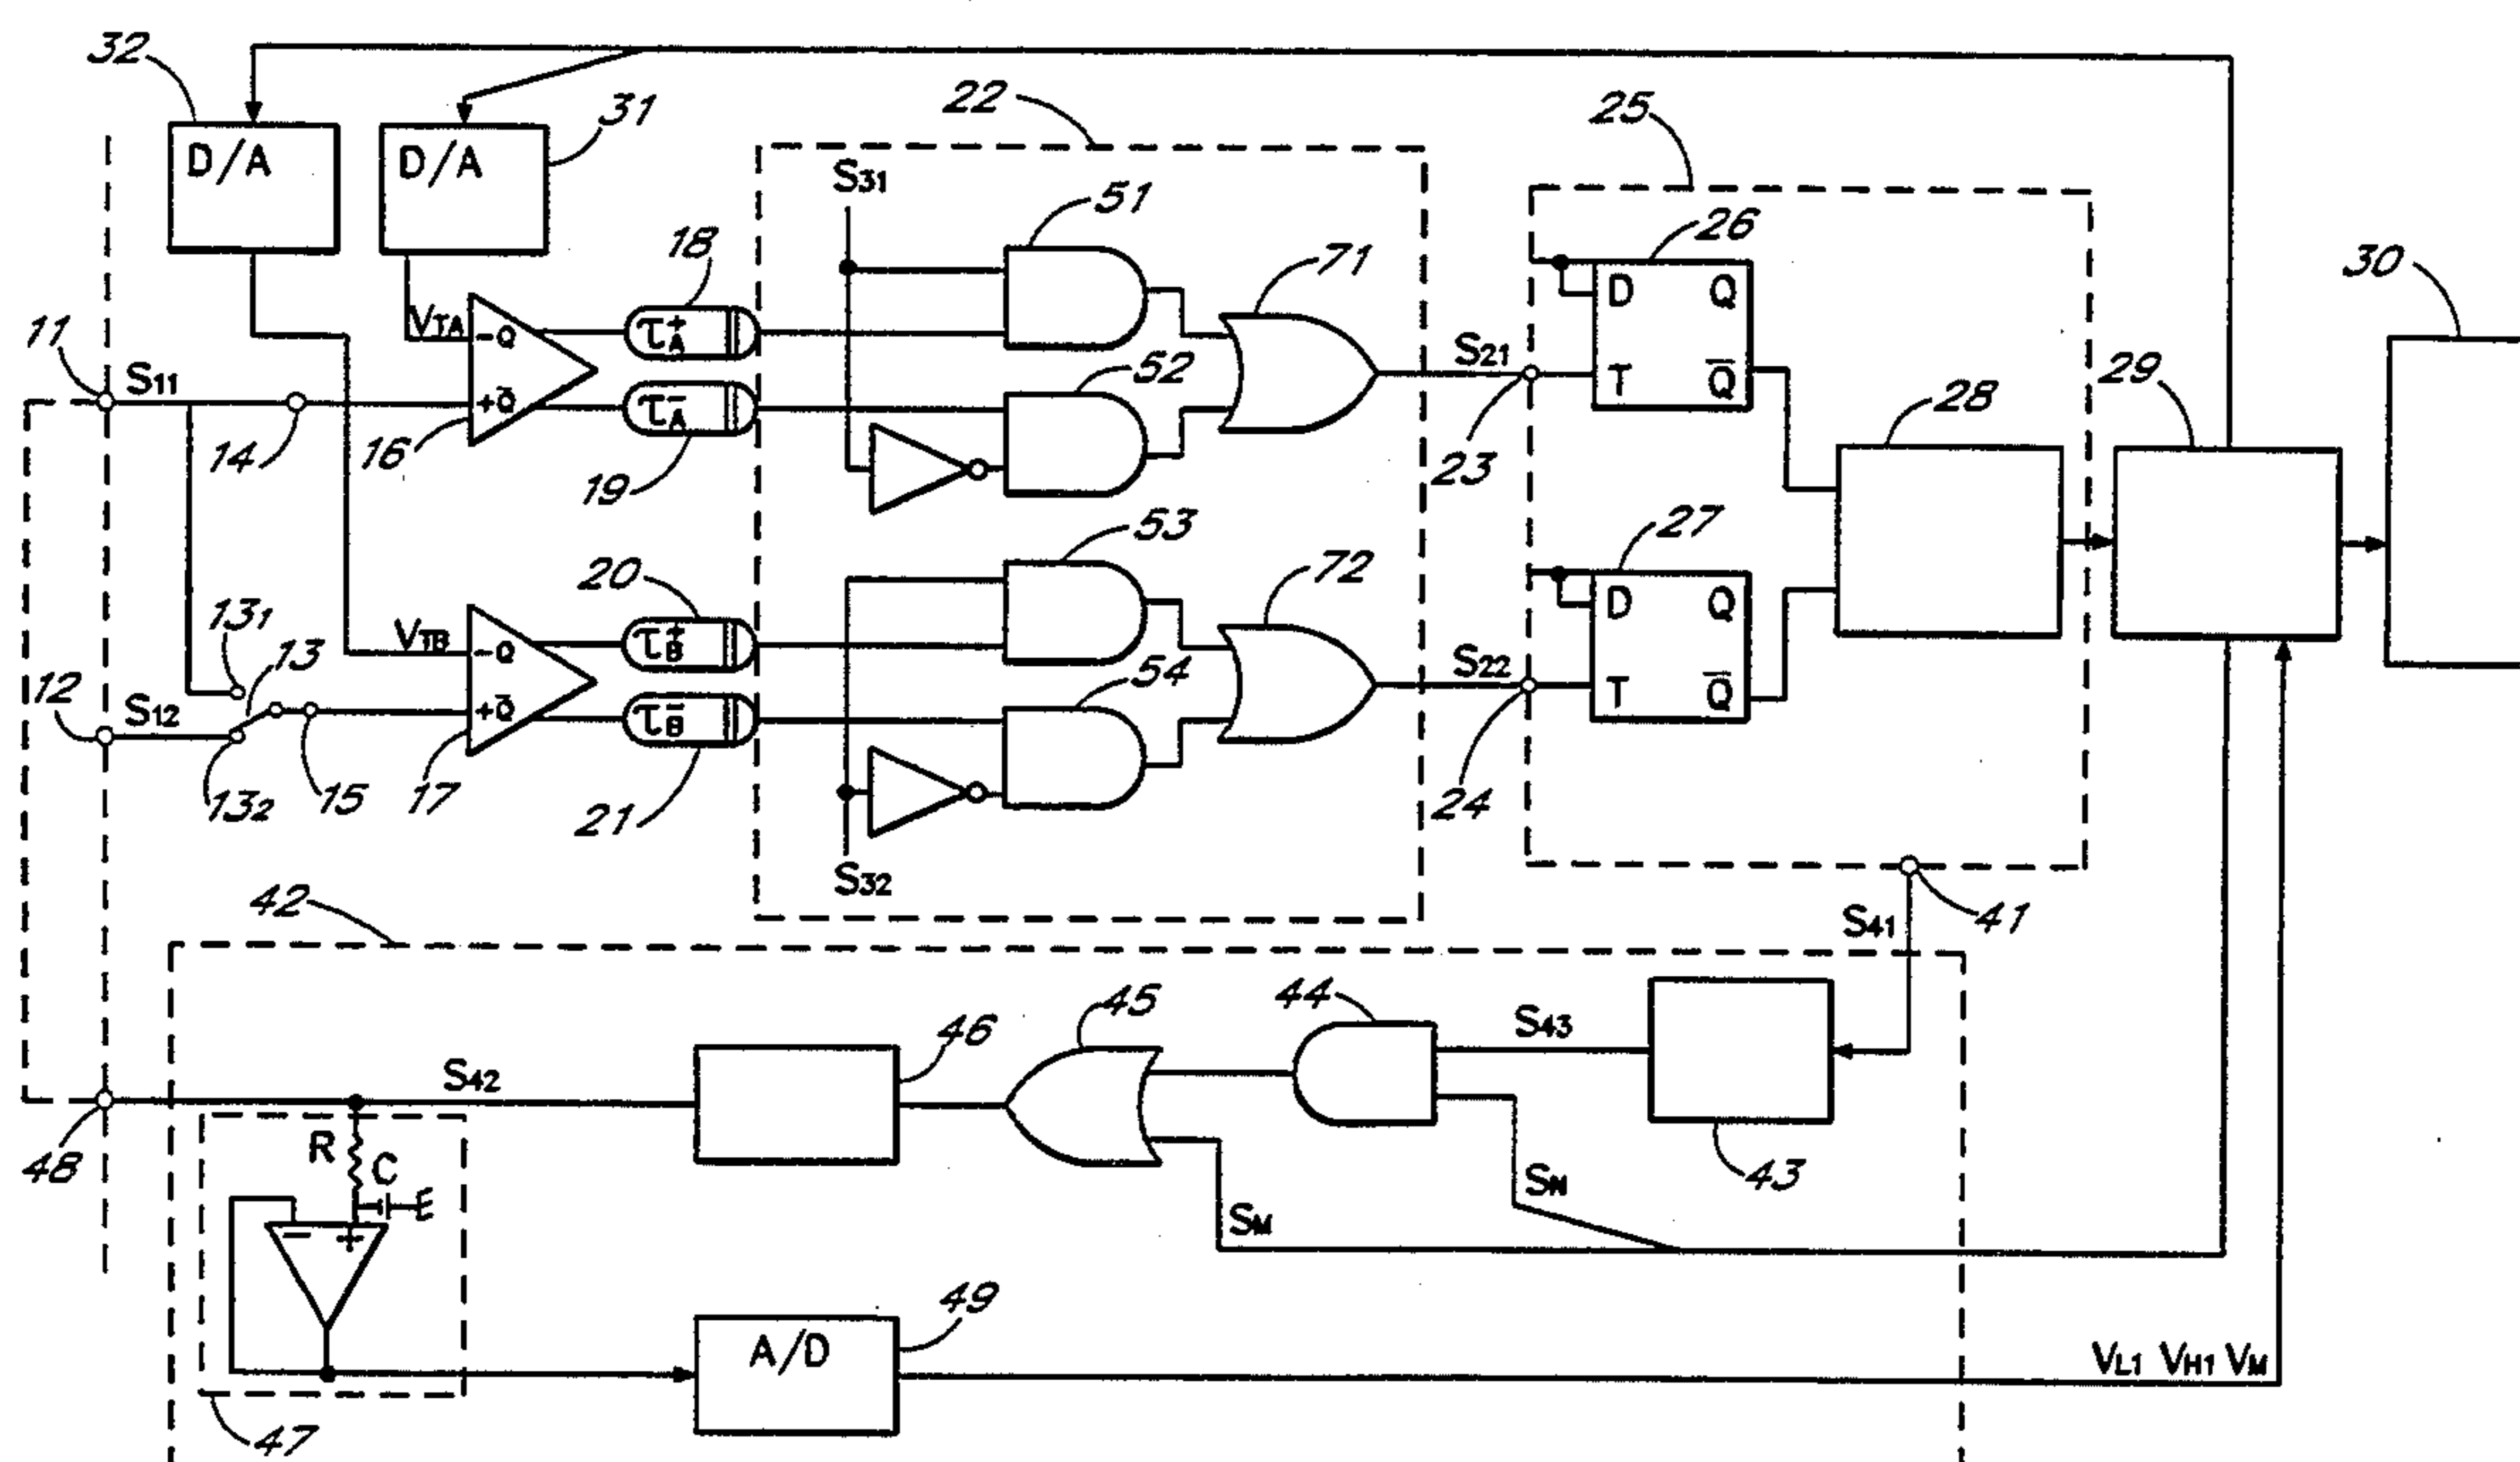 32
D/A
D/A
31
22
25
S31
51
18
26
71
30
D Q
11
S11
VTA
-Q
τA+
52
S21
T Q̄
29
+Q̄
τA-
28
14
16
19
23
53
27
20
72
131
13
VTB
-Q
τB+
54
D Q
12
S12
+Q̄
τB-
S22
T Q̄
132
15
17
21
24
S32
42
S41
41
45
44
46
S43
S42
48
R
C
E
SN
43
SM
- +
49
A/D
VL1 VH1 VM
47